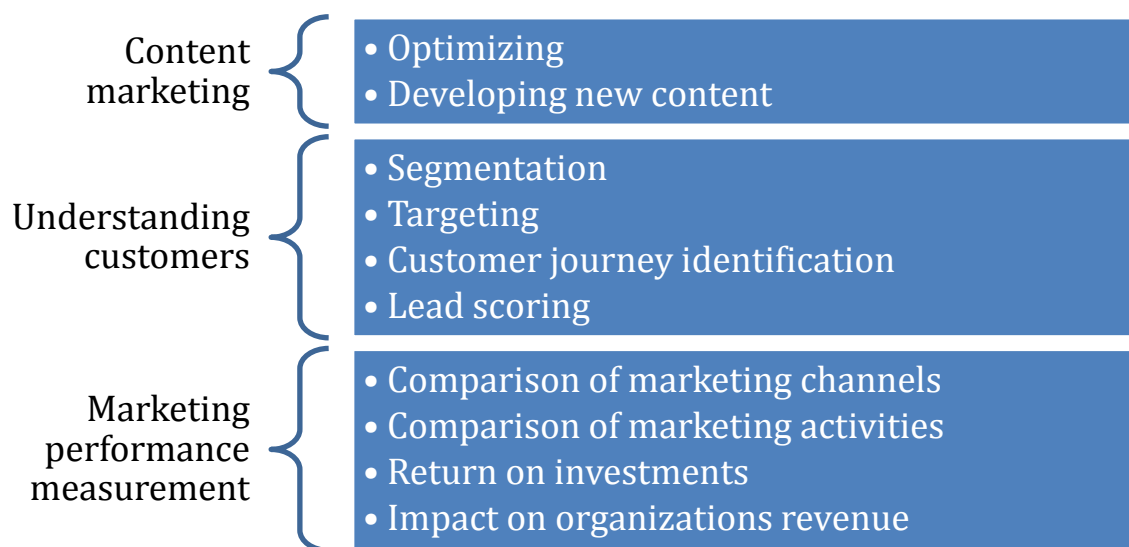 Content
marketing
• Optimizing
• Developing new content
Understanding
customers
• Segmentation
• Targeting
• Customer journey identification
• Lead scoring
Marketing
performance
measurement
• Comparison of marketing channels
• Comparison of marketing activities
• Return on investments
• Impact on organizations revenue